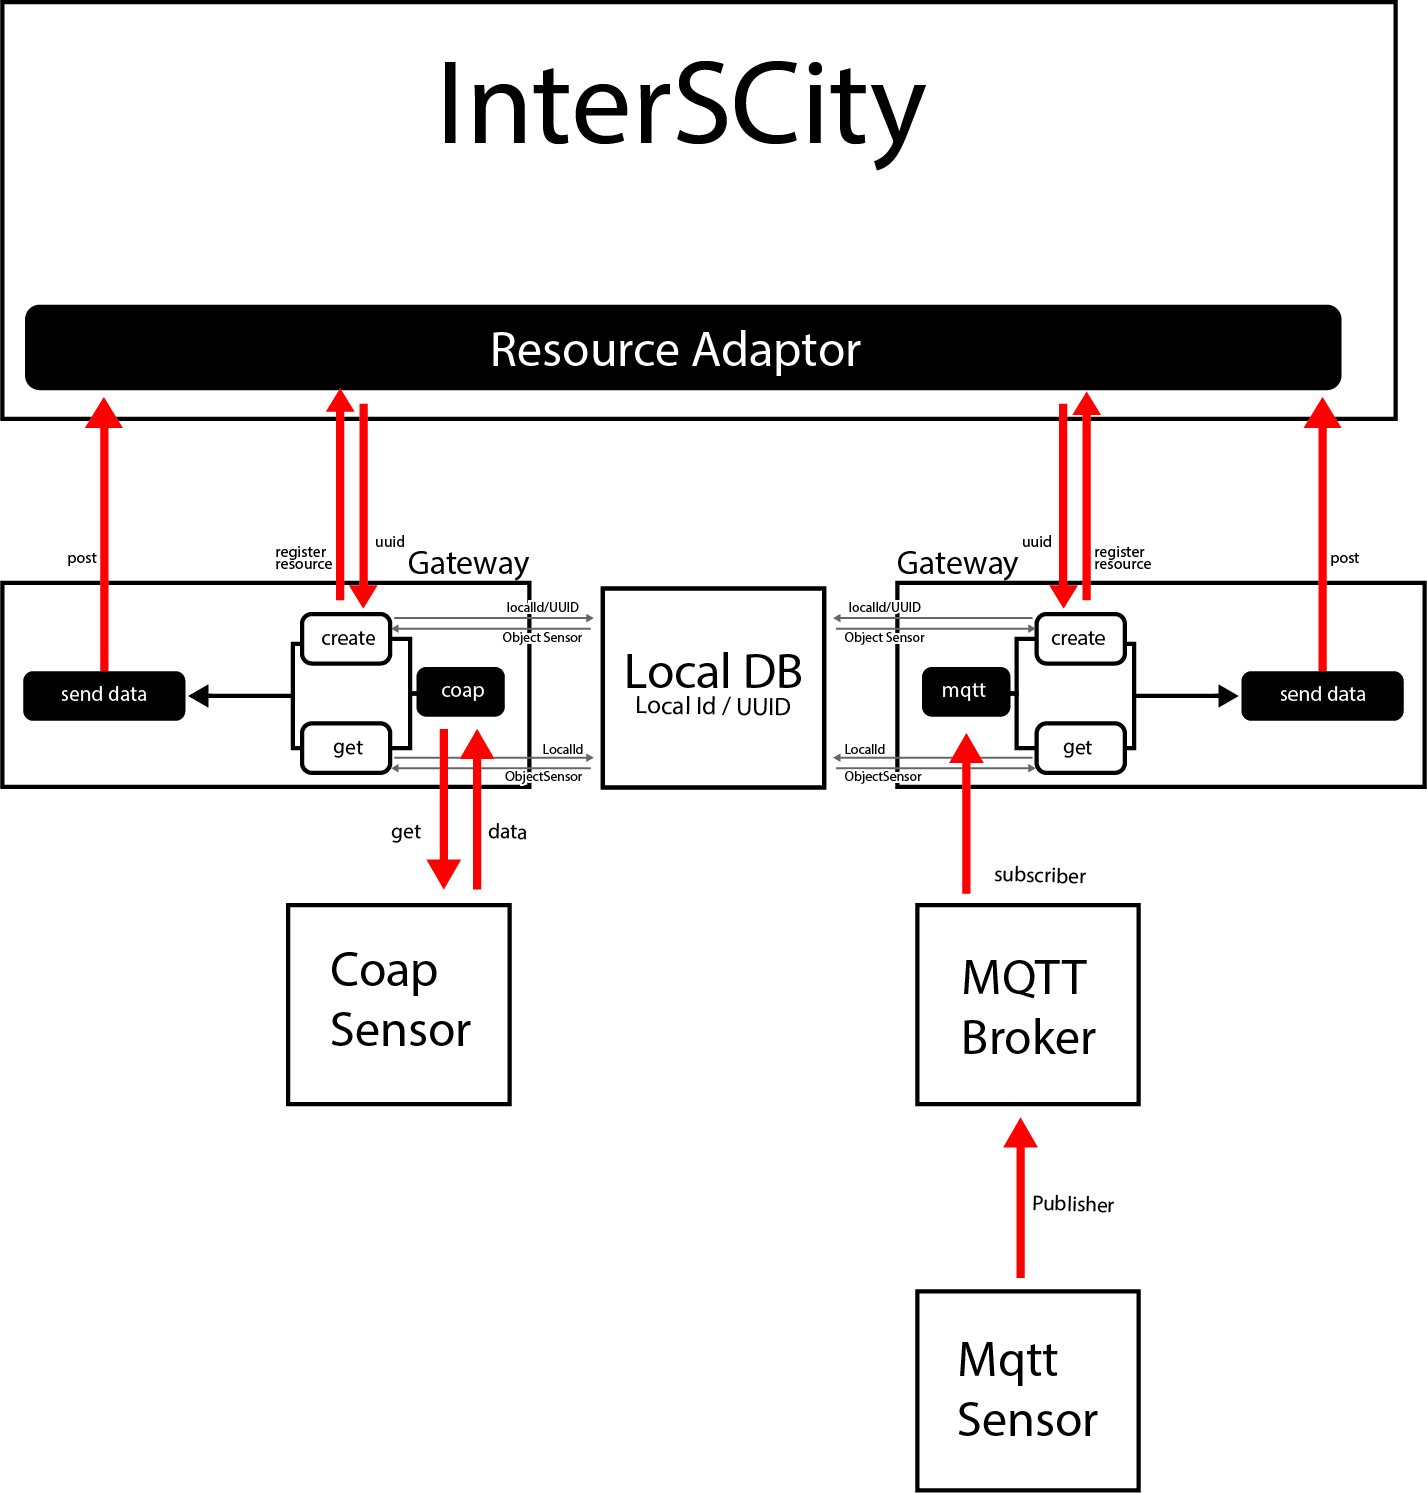 InterSCity
Resource Adaptor
post
register
resource
uuid
Gateway
Gateway
uuid
register
resource
post
create
localId/UUID
Object Sensor
send data
coap
get
LocalId
ObjectSensor
Local DB
Local Id / UUID
localId/UUID
Object Sensor
create
mqtt
send data
LocalId
ObjectSensor
get
get
data
subscriber
Coap
Sensor
MQTT
Broker
Publisher
Mqtt
Sensor